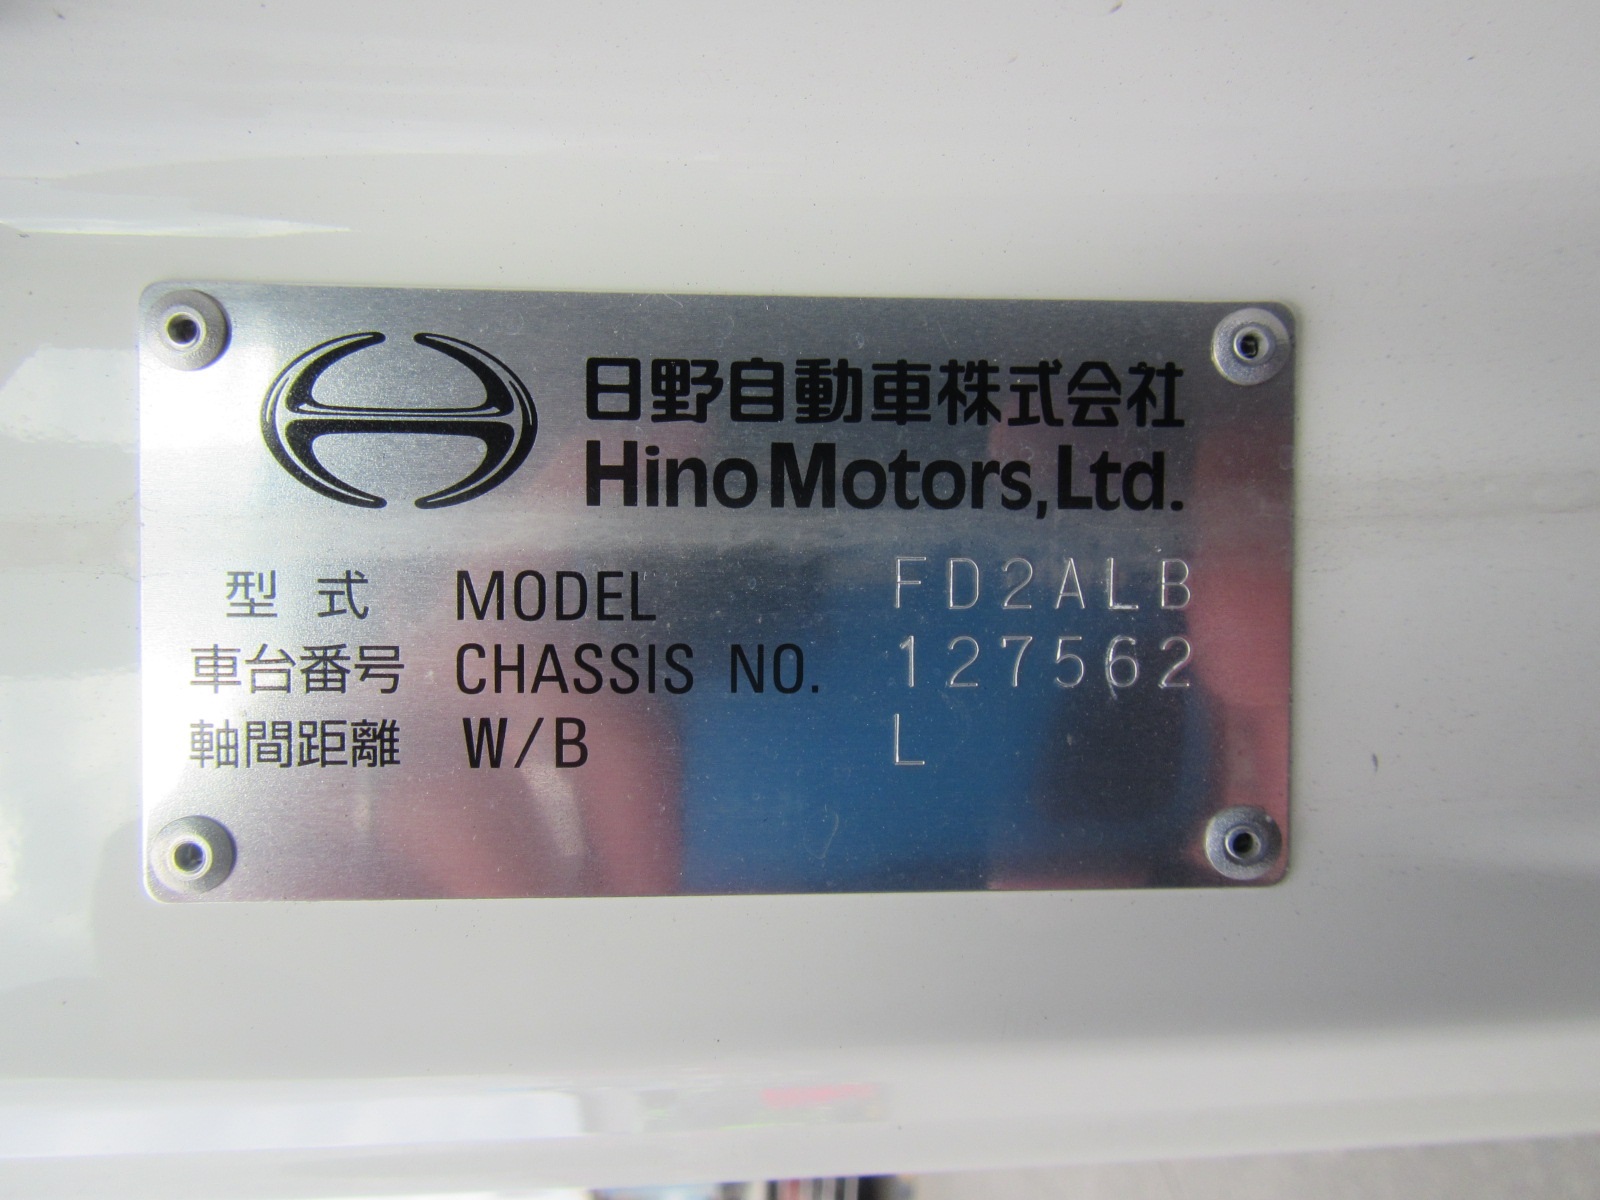 日野自動車株式会社
Hino Motors, Ltd.
型式 MODEL FD2ALB
車台番号 CHASSIS NO. 127562
軸間距離 W/B L